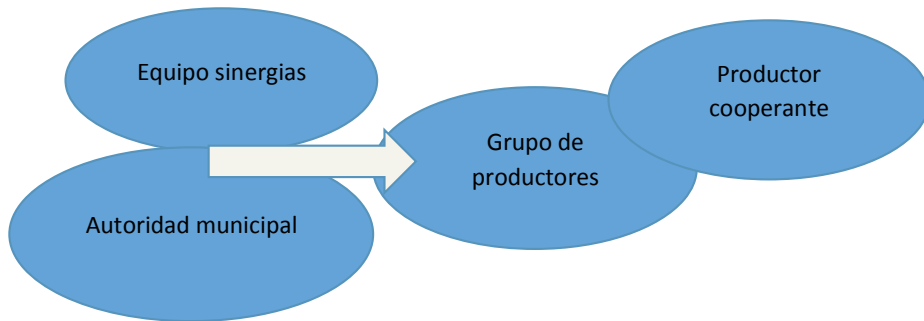 Equipo sinergias
Autoridad municipal
Grupo de
productores
Productor
cooperante